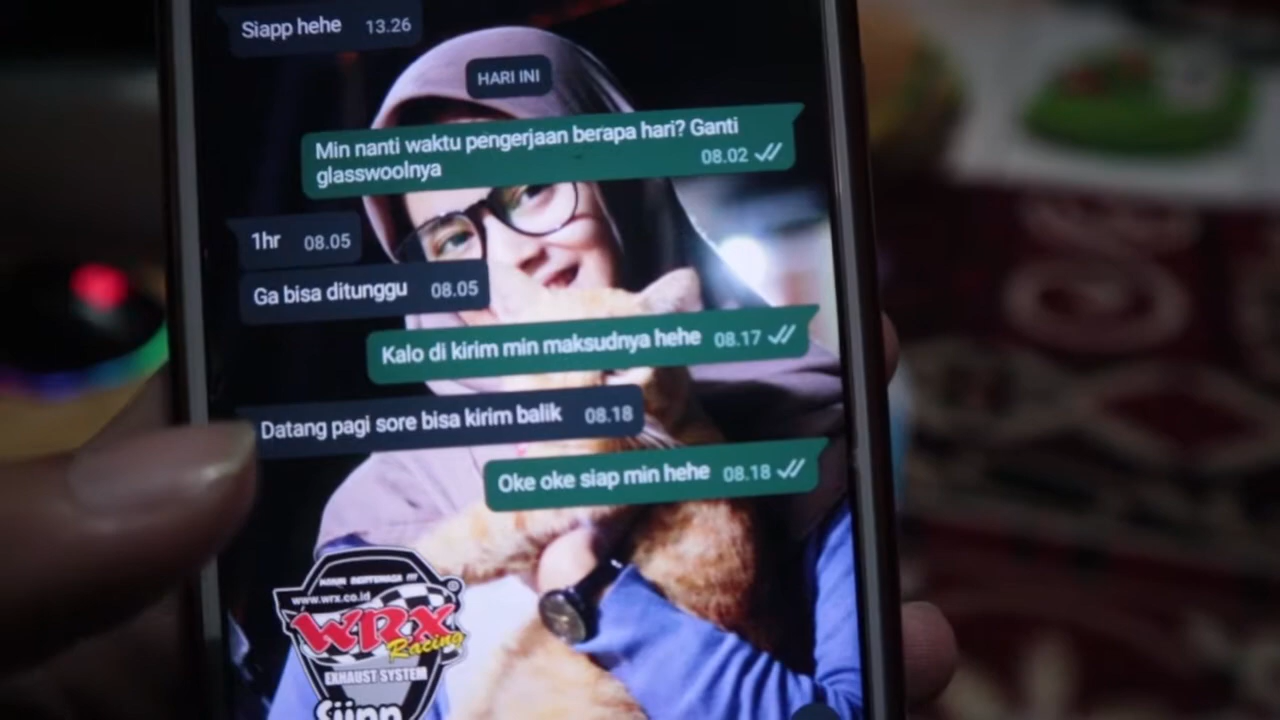 Siapp hehe 13.26
HARI INI
Min nanti waktu pengerjaan berapa hari? Ganti
glasswoolnya 08.02
1hr 08.05
Ga bisa ditunggu 08.05
Kalo di kirim min maksudnya hehe 08.17
Datang pagi sore bisa kirim balik 08.18
Oke oke siap min hehe 08.18
www.wrx.co.id
WRX
Racing
EXHAUST SYSTEM